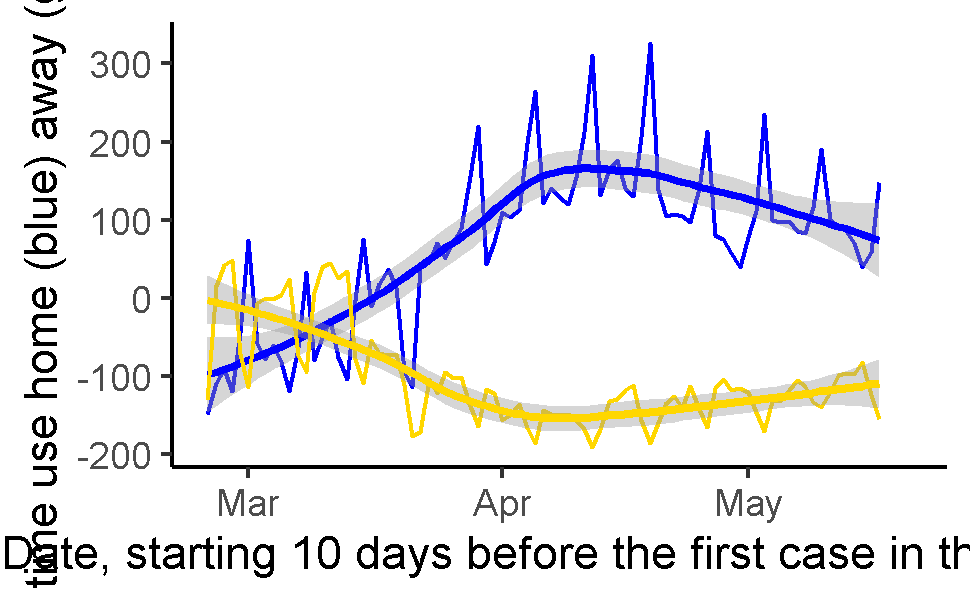 time use home (blue) away (
300
200
100
0
-100
-200
Mar Apr May
Date, starting 10 days before the first case in th